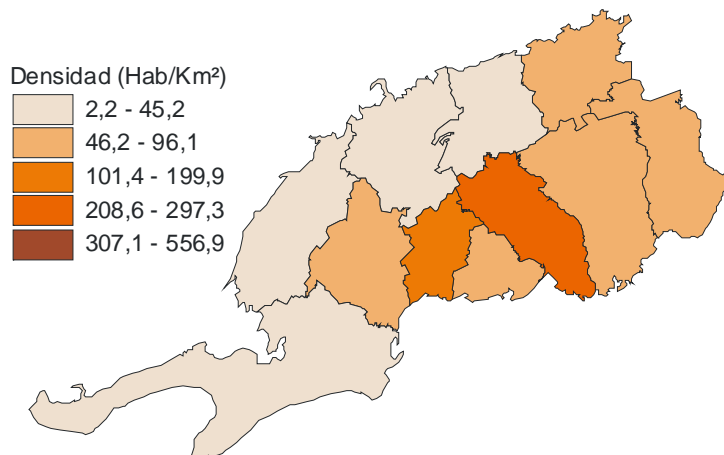 Densidad (Hab/Km²)
2,2 - 45,2
46,2 - 96,1
101,4 - 199,9
208,6 - 297,3
307,1 - 556,9